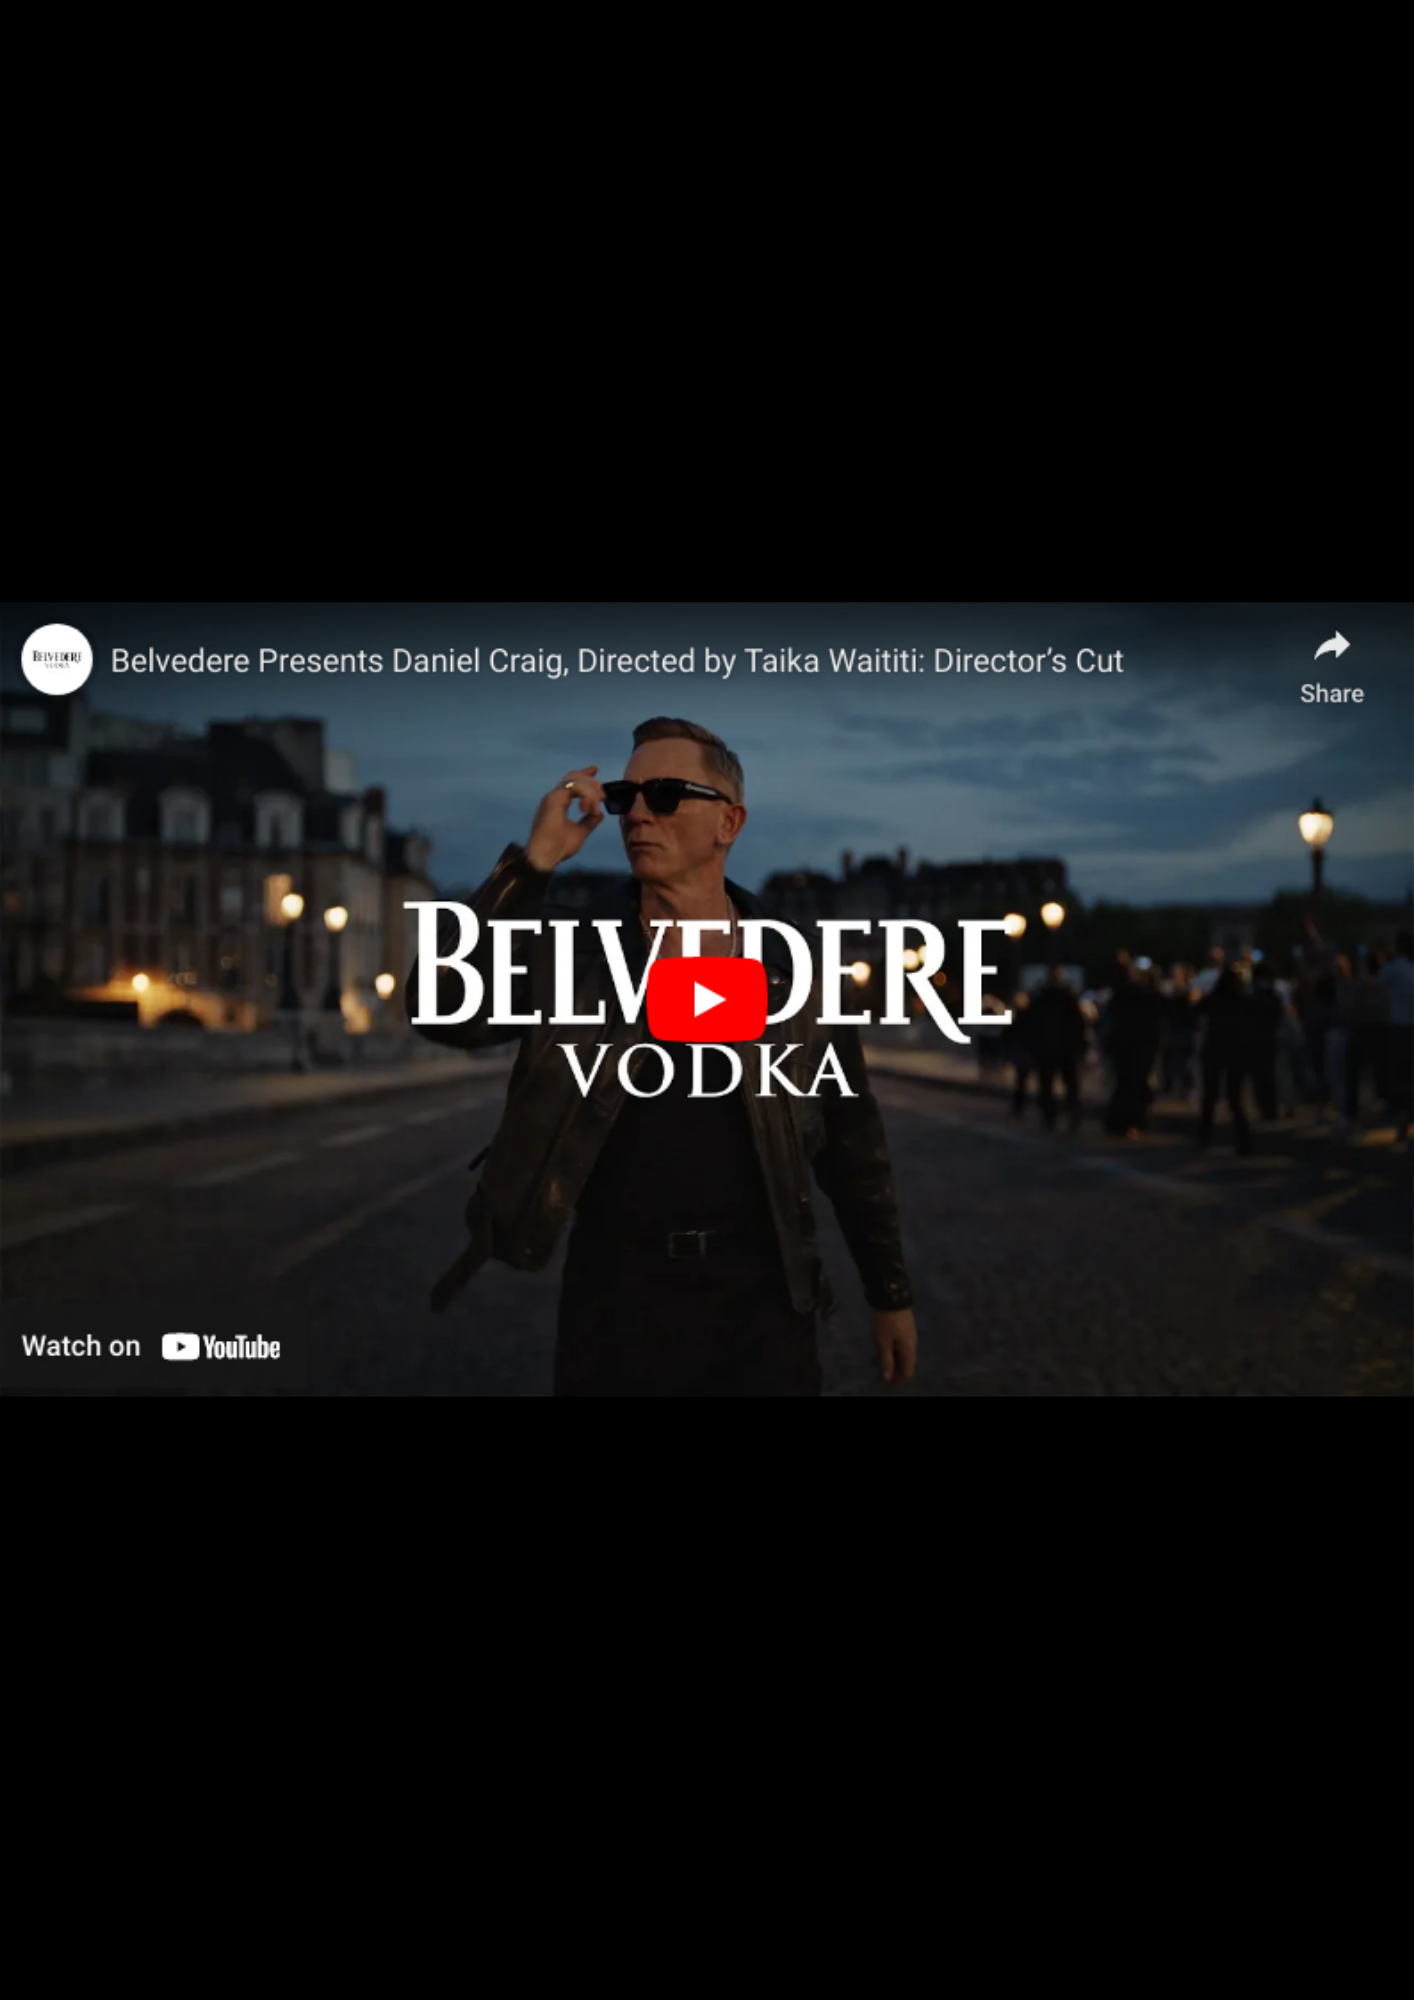 BELVEDERE
VODKA
Belvedere Presents Daniel Craig, Directed by Taika Waititi: Director’s Cut
Share
BELVEDERE
VODKA
Watch on YouTube